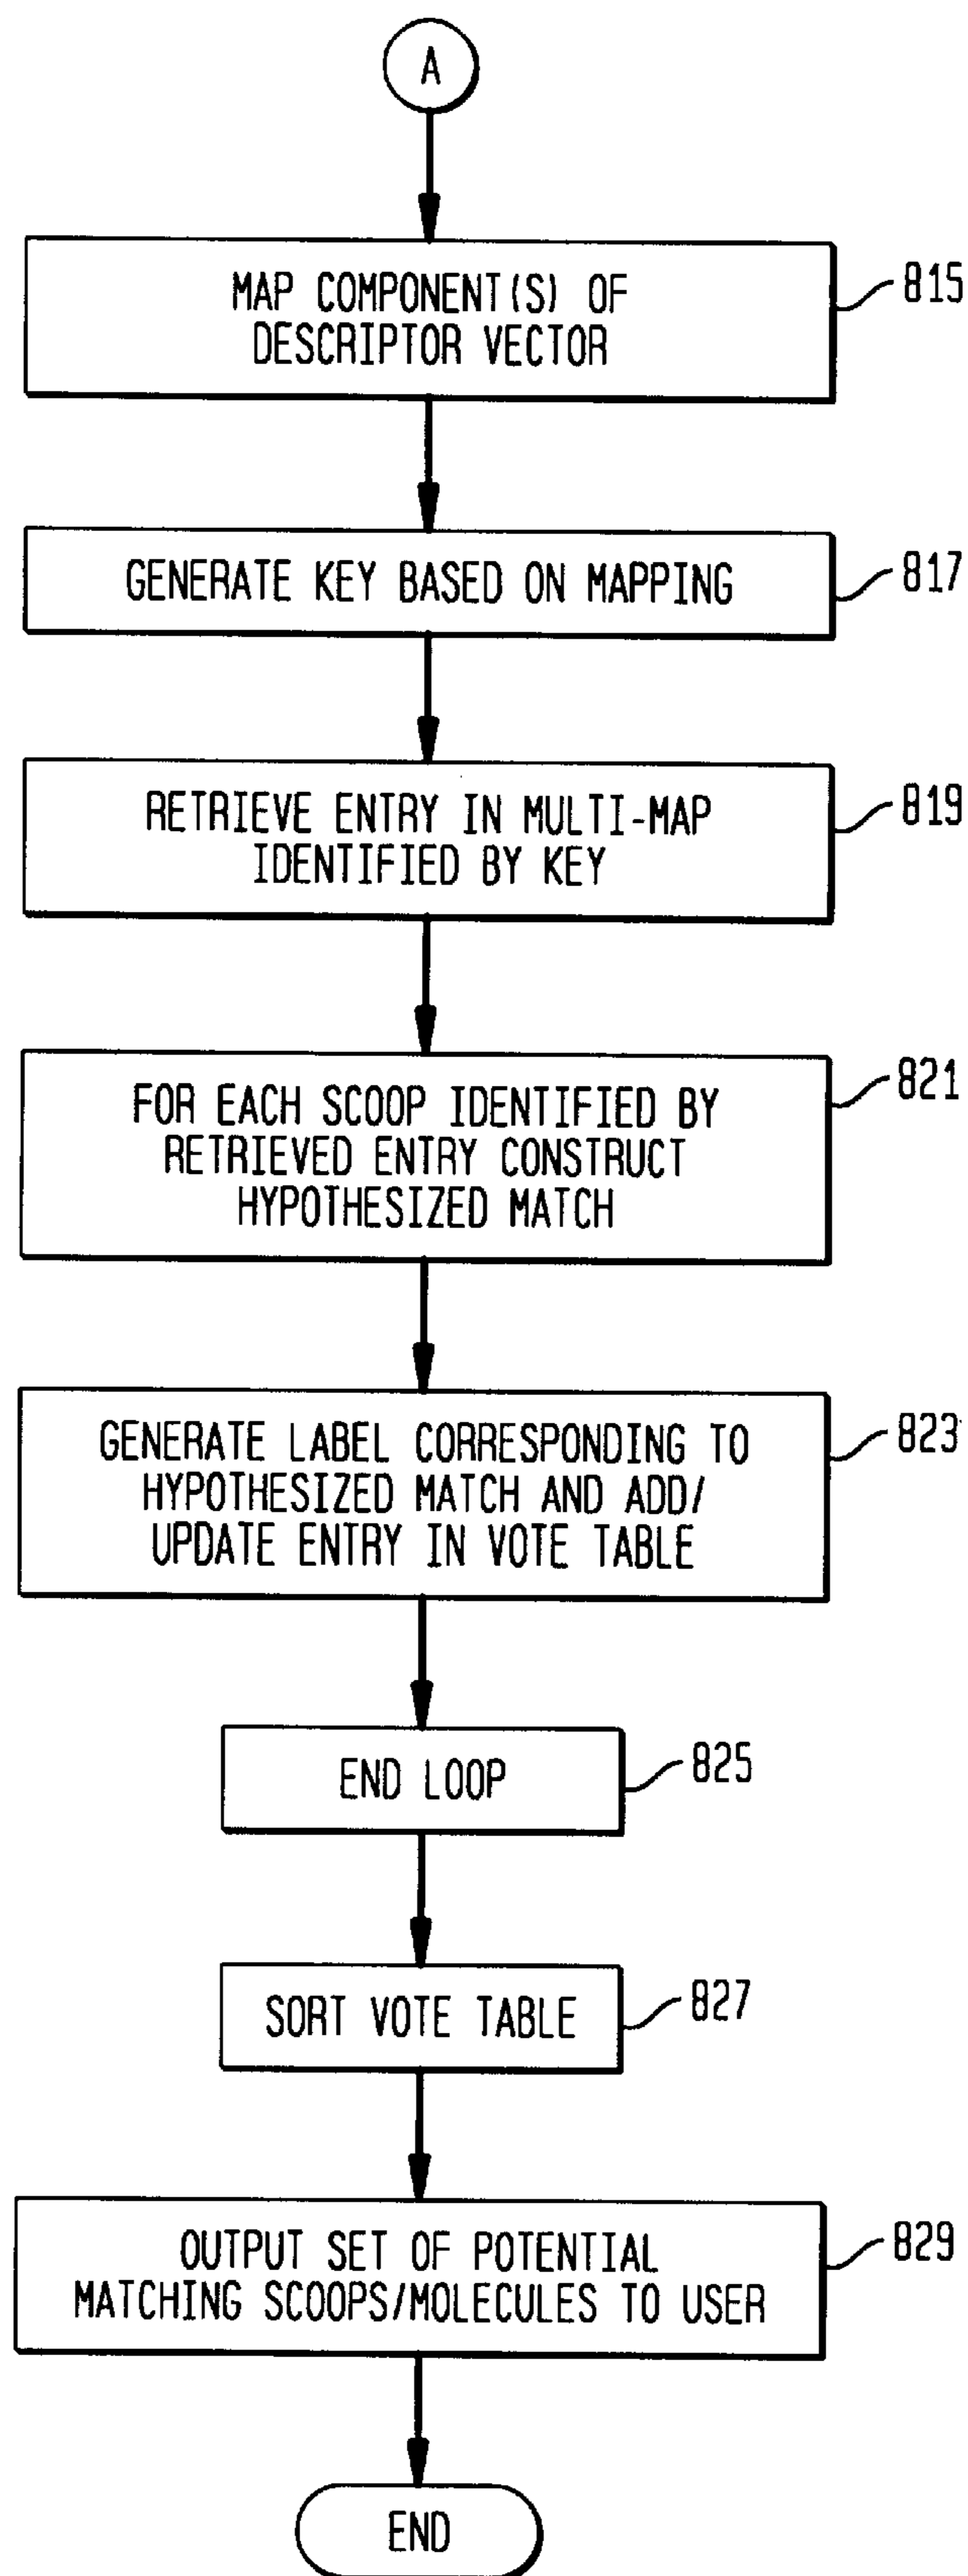 A
MAP COMPONENT(S) OF
DESCRIPTOR VECTOR
815
GENERATE KEY BASED ON MAPPING
817
RETRIEVE ENTRY IN MULTI-MAP
IDENTIFIED BY KEY
819
FOR EACH SCOOP IDENTIFIED BY
RETRIEVED ENTRY CONSTRUCT
HYPOTHESIZED MATCH
821
GENERATE LABEL CORRESPONDING TO
HYPOTHESIZED MATCH AND ADD/
UPDATE ENTRY IN VOTE TABLE
823
END LOOP
825
SORT VOTE TABLE
827
OUTPUT SET OF POTENTIAL
MATCHING SCOOPS/MOLECULES TO USER
829
END